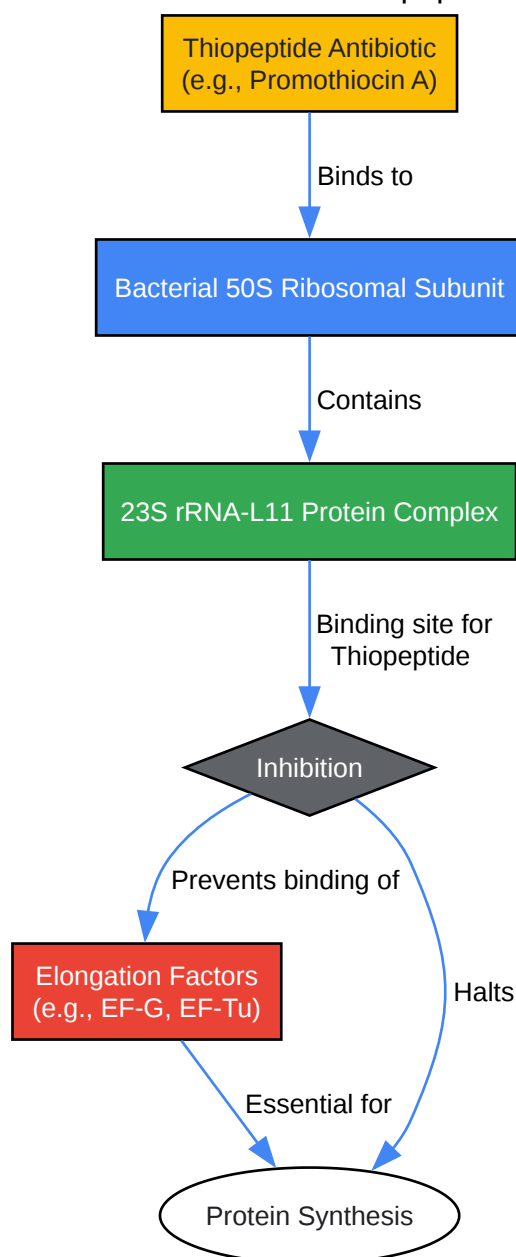 Thiopeptide Antibiotic
(e.g., Promothiocin A)
Binds to
Bacterial 50S Ribosomal Subunit
Contains
23S rRNA-L11 Protein Complex
Binding site for
Thiopeptide
Inhibition
Prevents binding of
Elongation Factors
(e.g., EF-G, EF-Tu)
Halts
Essential for
Protein Synthesis